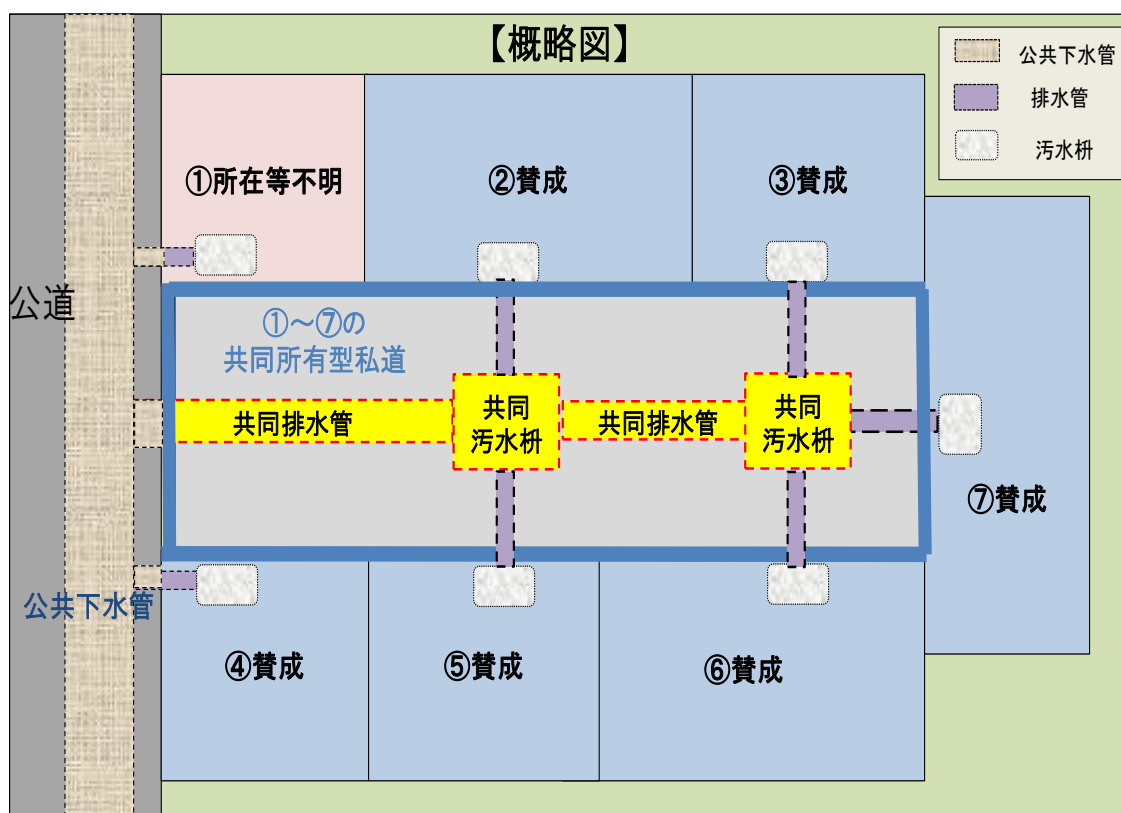 【概略図】
公共下水管
排水管
汚水枡
①所在等不明
②賛成
③賛成
公道
①～⑦の
共同所有型私道
共同排水管
共同
汚水枡
共同排水管
共同
汚水枡
⑦賛成
公共下水管
④賛成
⑤賛成
⑥賛成